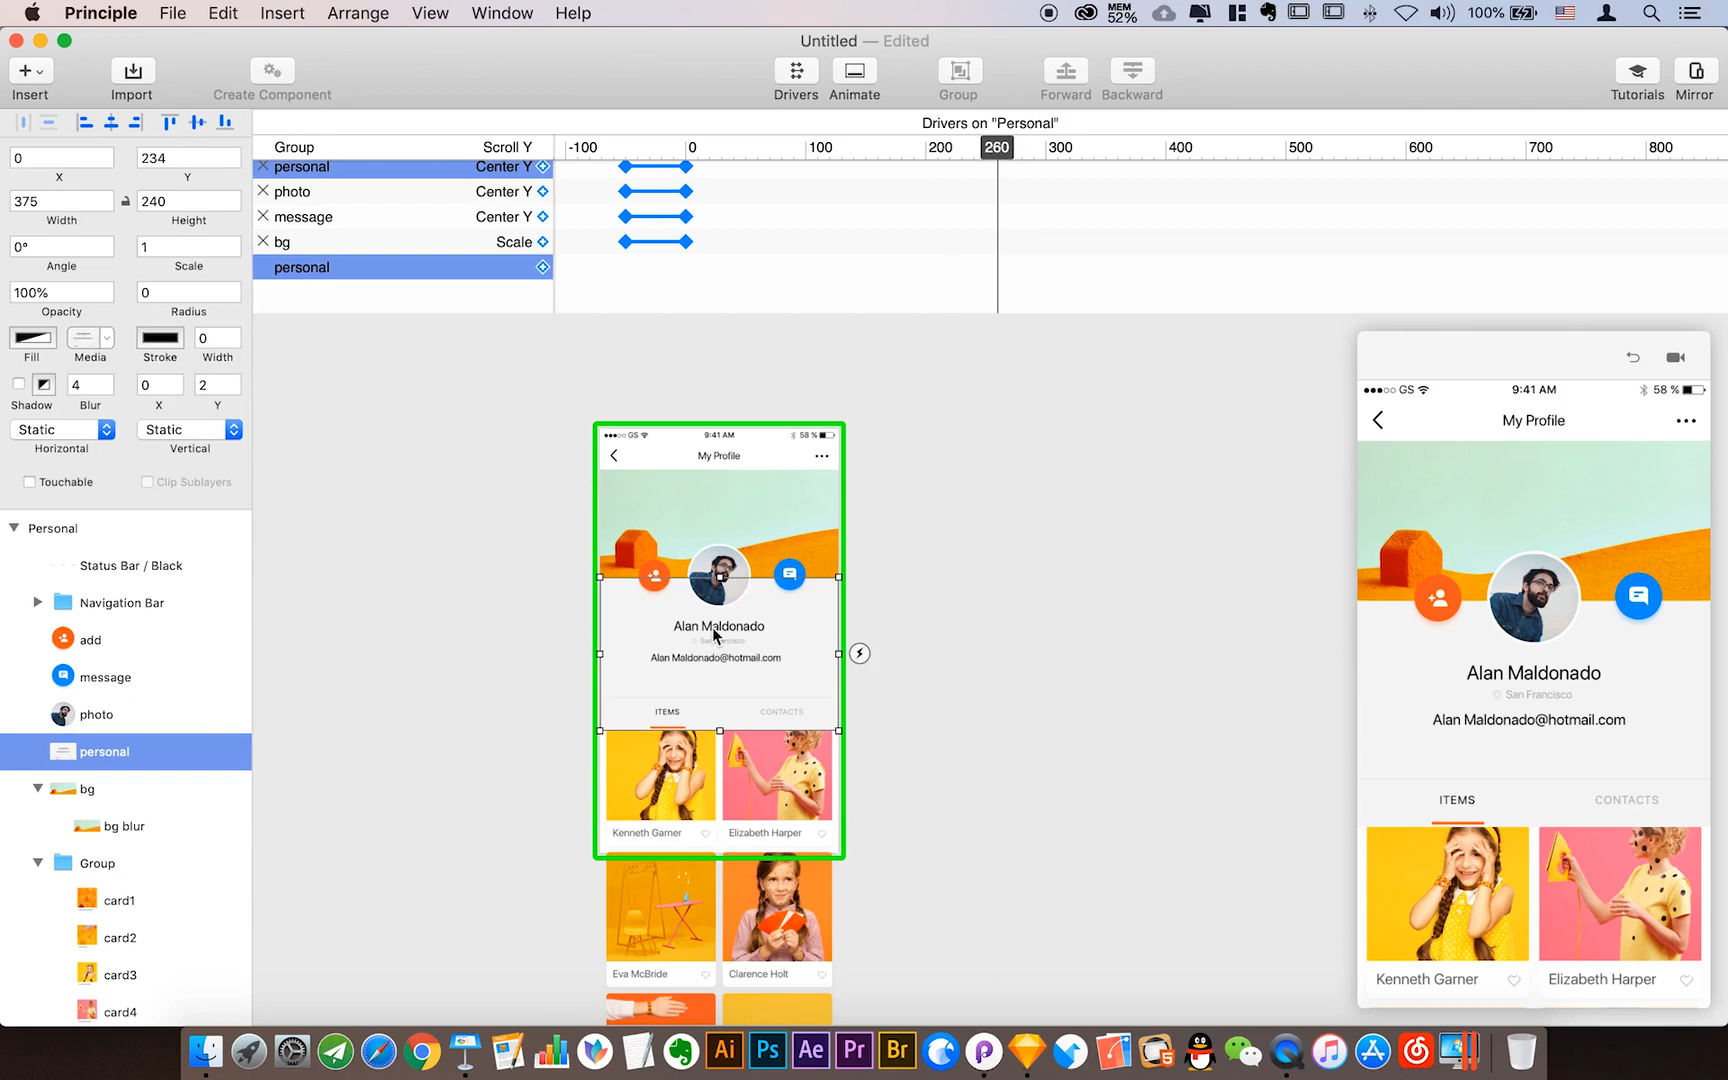 Principle File Edit Insert Arrange View Window Help
MEM 52% 100%
Untitled — Edited
Insert Import Create Component Drivers Animate Group Forward Backward Tutorials Mirror
Drivers on "Personal"
Group Scroll Y -100 0 100 200 260 300 400 500 600 700 800
personal Center Y
photo Center Y
message Center Y
bg Scale
personal
0 234
X Y
375 240
Width Height
0° 1
Angle Scale
100% 0
Opacity Radius
0
Fill Media Stroke Width
4 0 2
Shadow Blur X Y
Static Static
Horizontal Vertical
Touchable Clip Sublayers
Personal
Status Bar / Black
Navigation Bar
add
message
photo
personal
bg
bg blur
Group
card1
card2
card3
card4
GS 9:41 AM 58 %
My Profile
Alan Maldonado
San Francisco
Alan Maldonado@hotmail.com
ITEMS CONTACTS
Kenneth Garner Elizabeth Harper
Eva McBride Clarence Holt
GS 9:41 AM 58 %
My Profile
Alan Maldonado
San Francisco
Alan Maldonado@hotmail.com
ITEMS CONTACTS
Kenneth Garner Elizabeth Harper
Ai Ps Ae Pr Br 5